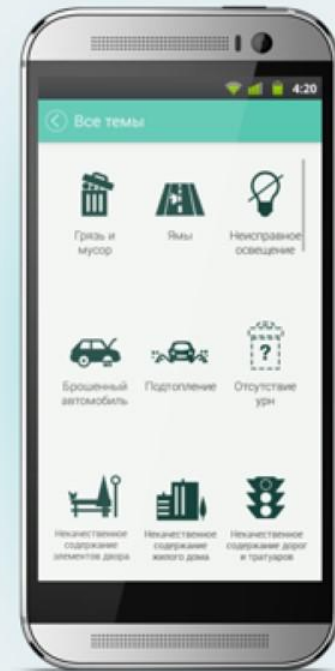 4:20
Все темы
Грязь и
мусор
Ямы
Неисправное
освещение
Брошенный
автомобиль
Подтопление
Отсутствие
урн
?
Некачественное
содержание
элементов двора
Некачественное
содержание
жилого дома
Некачественное
содержание дорог
и тратуаров